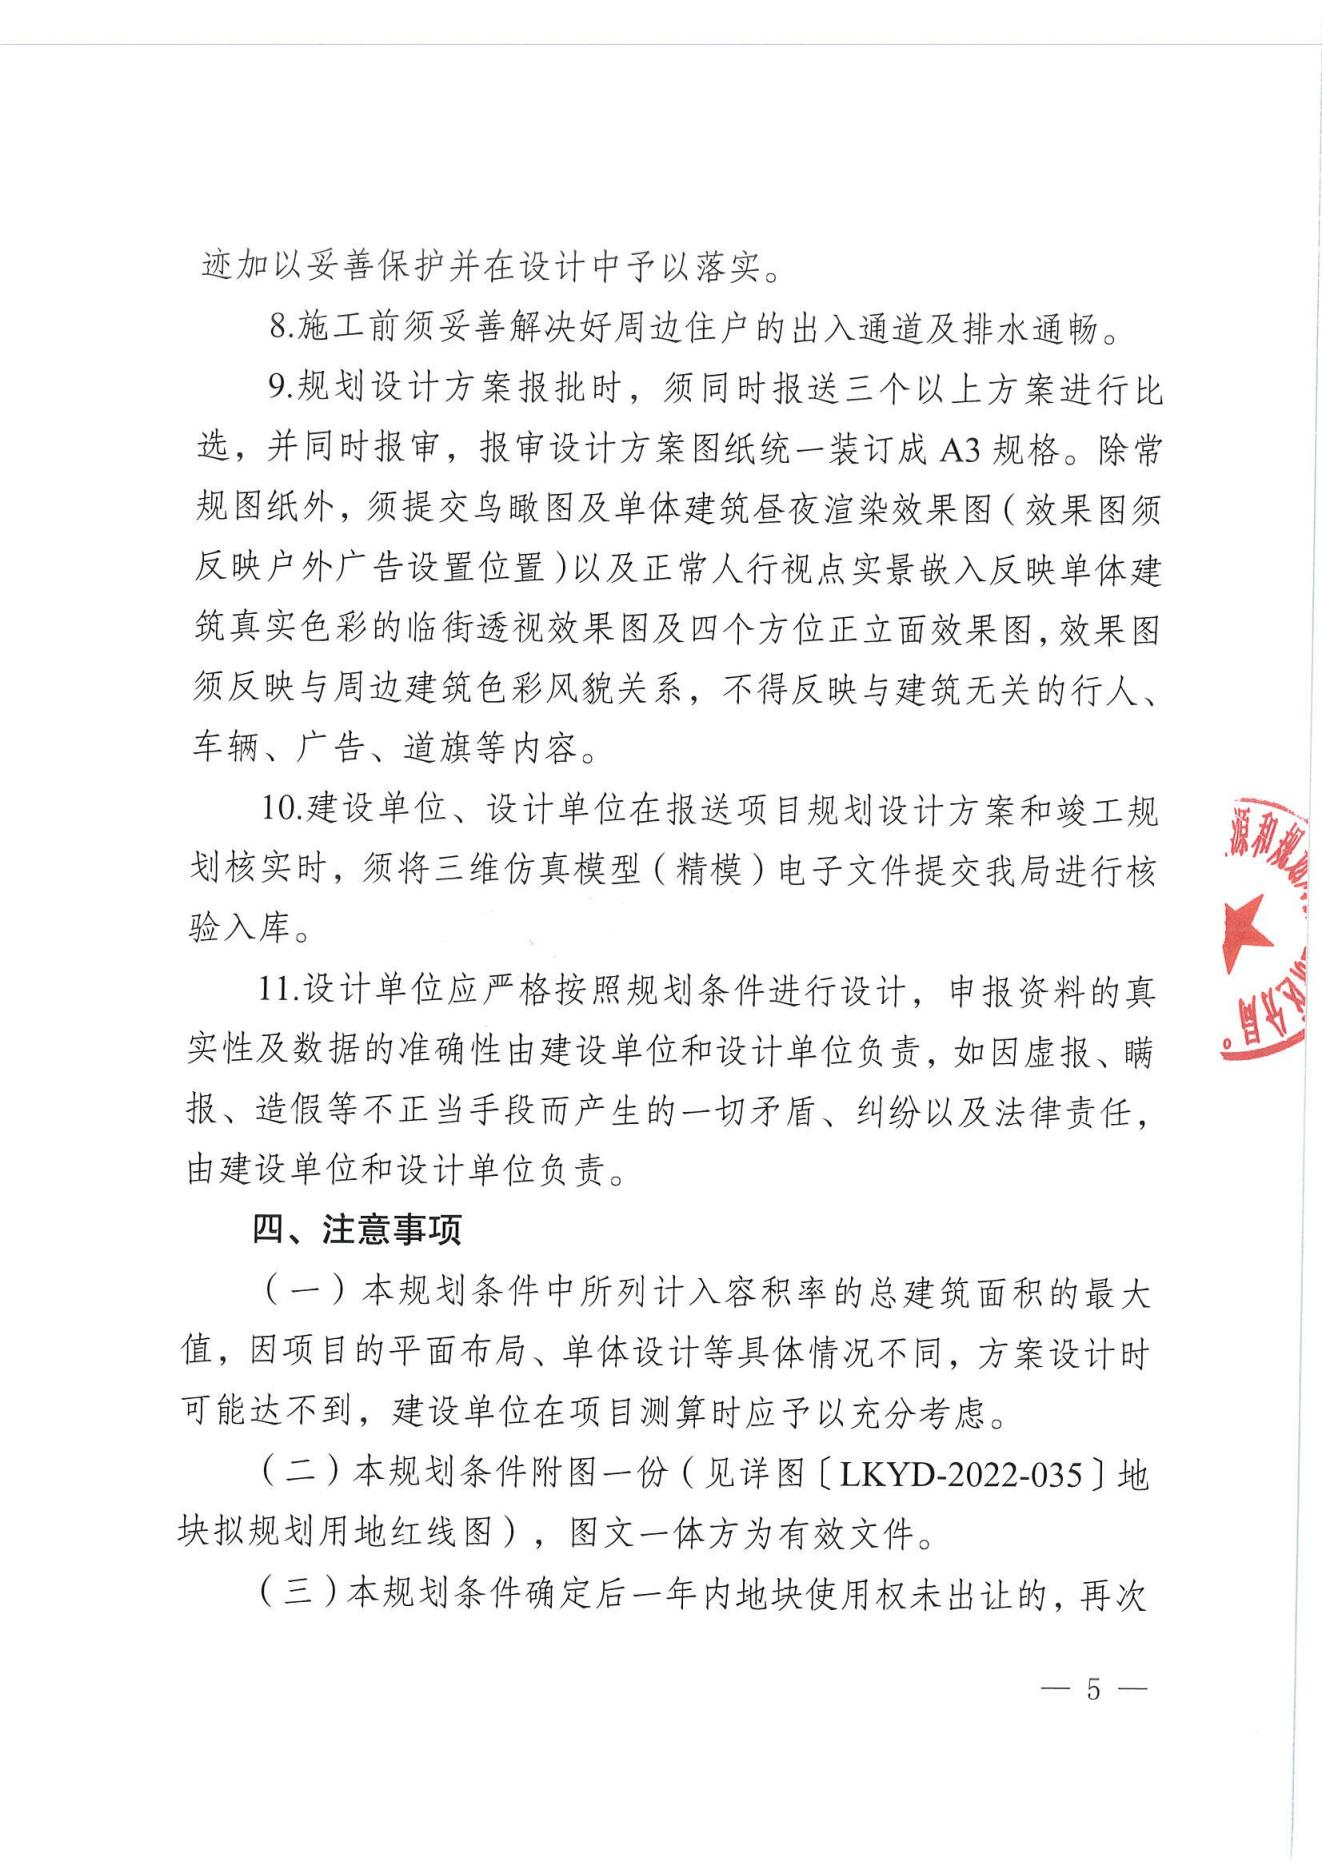 迹加以妥善保护并在设计中予以落实。
8.施工前须妥善解决好周边住户的出入通道及排水通畅。
9.规划设计方案报批时，须同时报送三个以上方案进行比
选，并同时报审，报审设计方案图纸统一装订成 A3 规格。除常
规图纸外，须提交鸟瞰图及单体建筑昼夜渲染效果图（效果图须
反映户外广告设置位置）以及正常人行视点实景嵌入反映单体建
筑真实色彩的临街透视效果图及四个方位正立面效果图，效果图
须反映与周边建筑色彩风貌关系，不得反映与建筑无关的行人、
车辆、广告、道旗等内容。
10.建设单位、设计单位在报送项目规划设计方案和竣工规
划核实时，须将三维仿真模型（精模）电子文件提交我局进行核
验入库。
11.设计单位应严格按照规划条件进行设计，申报资料的真
实性及数据的准确性由建设单位和设计单位负责，如因虚报、瞒
报、造假等不正当手段而产生的一切矛盾、纠纷以及法律责任，
由建设单位和设计单位负责。
四、注意事项
（一）本规划条件中所列计入容积率的总建筑面积的最大
值，因项目的平面布局、单体设计等具体情况不同，方案设计时
可能达不到，建设单位在项目测算时应予以充分考虑。
（二）本规划条件附图一份（见详图〔LKYD-2022-035〕地
块拟规划用地红线图），图文一体方为有效文件。
（三）本规划条件确定后一年内地块使用权未出让的，再次
— 5 —
源和规划
区分局